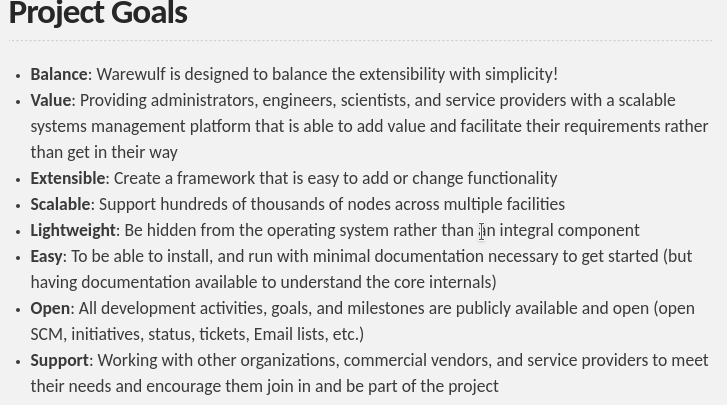 Project Goals
• Balance: Warewulf is designed to balance the extensibility with simplicity!
• Value: Providing administrators, engineers, scientists, and service providers with a scalable
systems management platform that is able to add value and facilitate their requirements rather
than get in their way
• Extensible: Create a framework that is easy to add or change functionality
• Scalable: Support hundreds of thousands of nodes across multiple facilities
• Lightweight: Be hidden from the operating system rather than an integral component
• Easy: To be able to install, and run with minimal documentation necessary to get started (but
having documentation available to understand the core internals)
• Open: All development activities, goals, and milestones are publicly available and open (open
SCM, initiatives, status, tickets, Email lists, etc.)
• Support: Working with other organizations, commercial vendors, and service providers to meet
their needs and encourage them join in and be part of the project